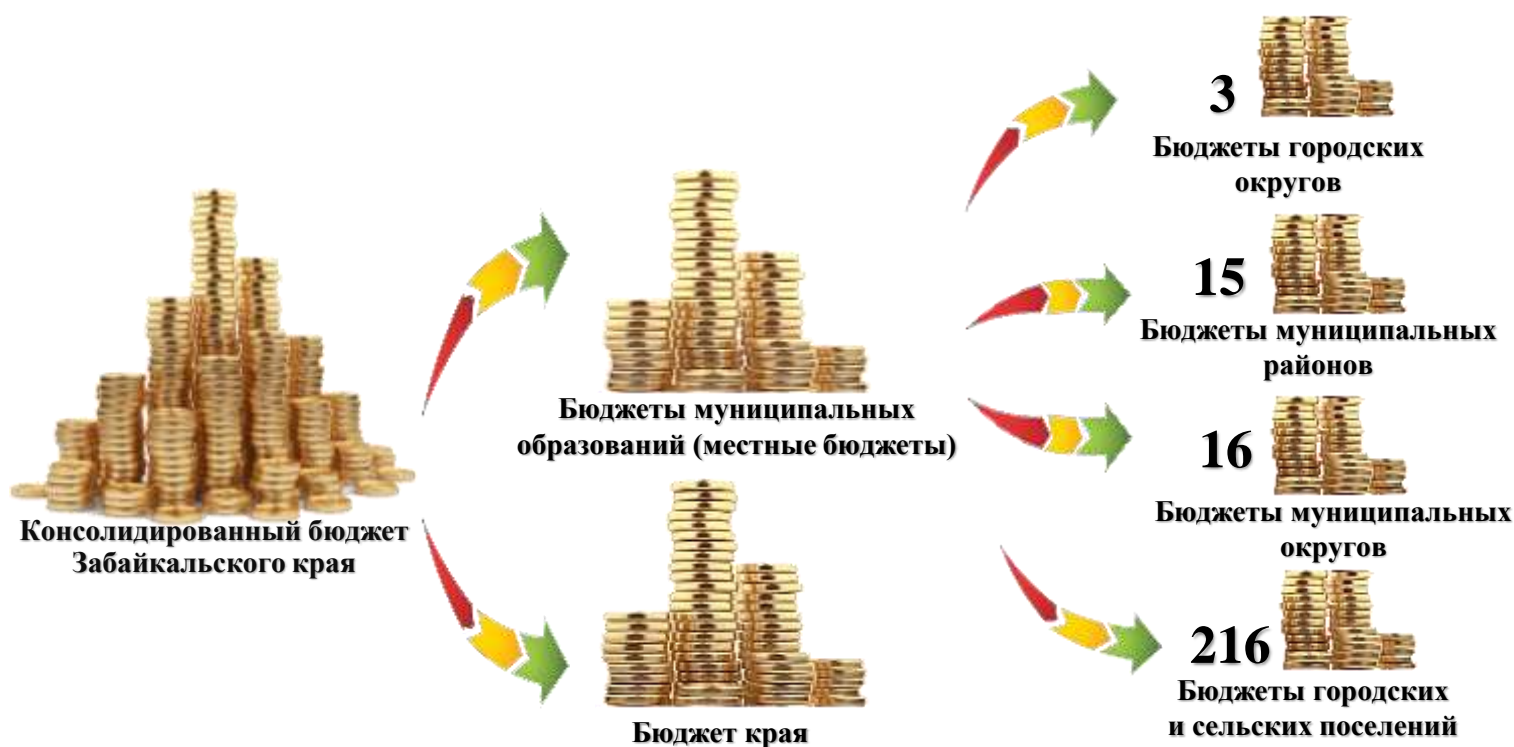 Консолидированный бюджет
Забайкальского края
Бюджеты муниципальных
образований (местные бюджеты)
Бюджет края
3
Бюджеты городских
округов
15
Бюджеты муниципальных
районов
16
Бюджеты муниципальных
округов
216
Бюджеты городских
и сельских поселений